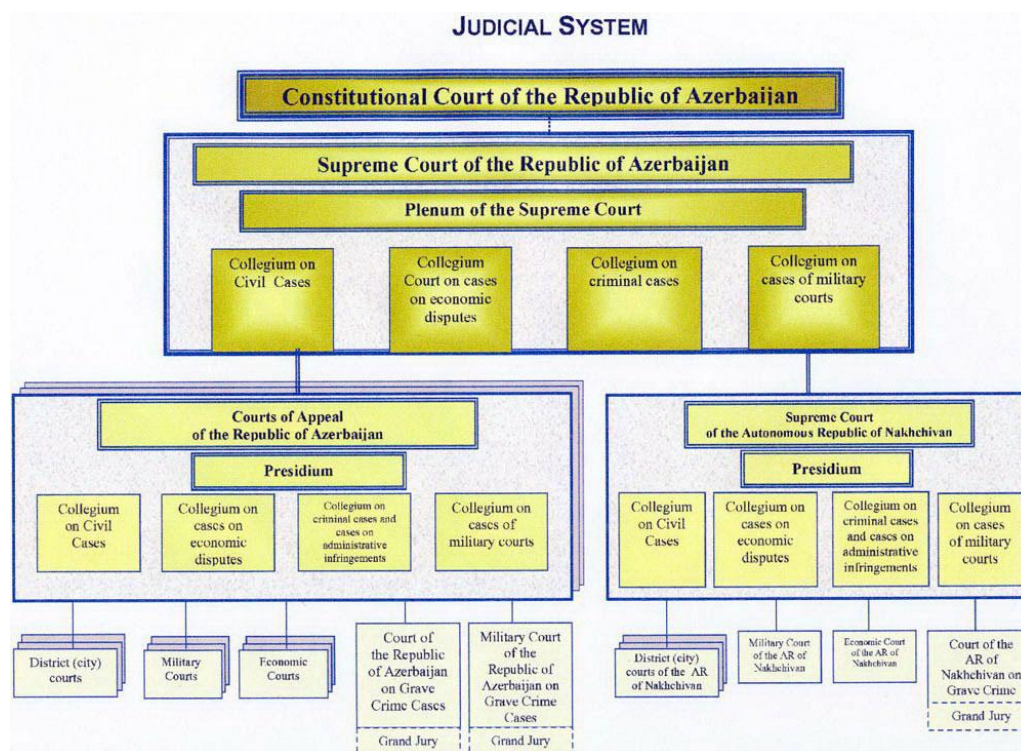 JUDICIAL SYSTEM
Constitutional Court of the Republic of Azerbaijan
Supreme Court of the Republic of Azerbaijan
Plenum of the Supreme Court
Collegium on
Civil Cases
Collegium
Court on cases
on economic
disputes
Collegium on
criminal cases
Collegium on
cases of military
courts
Courts of Appeal
of the Republic of Azerbaijan
Presidium
Collegium
on Civil
Cases
Collegium on
cases on
economic
disputes
Collegium on
criminal cases and
cases on
administrative
infringements
Collegium on
cases of
military courts
Supreme Court
of the Autonomous Republic of Nakhchivan
Presidium
Collegium
on Civil
Cases
Collegium on
cases on
economic
disputes
Collegium on
criminal cases
and cases on
administrative
infringements
Collegium
on cases
of military
courts
District (city)
courts
Military
Courts
Economic
Courts
Court of
the Republic
of Azerbaijan
on Grave
Crime Cases
Grand Jury
Military Court
of the
Republic of
Azerbaijan on
Grave Crime
Cases
Grand Jury
District (city)
courts of the AR
of Nakhchivan
Military Court
of the AR of
Nakhchivan
Economic Court
of the AR of
Nakhchivan
Court of the
AR of
Nakhchivan on
Grave Crime
Grand Jury